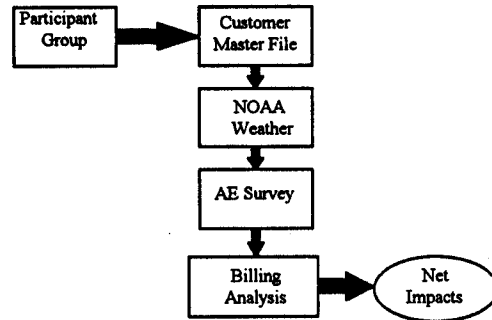 Participant
Group
Customer
Master File
NOAA
Weather
AE Survey
Billing
Analysis
Net
Impacts